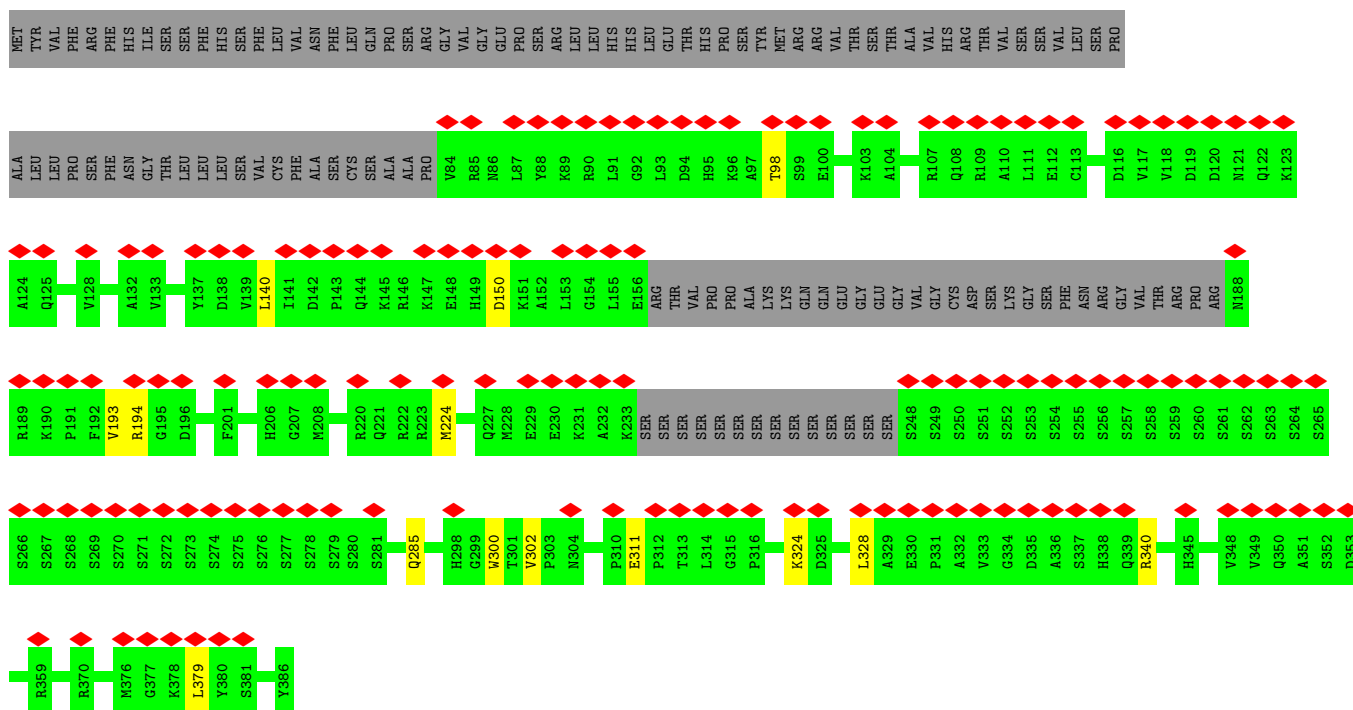 MET TYR VAL PHE ARG PHE PHE HIS ILE SER SER PHE HIS SER PHE LEU VAL ASN PHE LEU GLN PRO SER ARG GLY VAL GLY GLU PRO SER ARG LEU LEU HIS HIS LEU GLU THR HIS PRO SER TYR MET ARG ARG VAL THR SER THR ALA VAL HIS ARG THR VAL SER SER VAL LEU SER PRO
ALA LEU LEU PRO SER PHE ASN GLY THR LEU LEU LEU SER VAL CYS PHE ALA SER CYS SER ALA ALA PRO V84 R85 N86 L87 Y88 K89 R90 L91 G92 L93 D94 H95 K96 A97 T98 S99 E100 K103 A104 R107 Q108 R109 A110 L111 E112 C113 D116 V117 V118 D119 D120 N121 Q122 K123
A124 Q125 V128 A132 V133 Y137 D138 V139 L140 I141 D142 P143 Q144 K145 R146 K147 E148 H149 D150 K151 A152 L153 G154 L155 E156 ARG THR VAL PRO PRO ALA LYS LYS GLN GLN GLU GLY GLU GLY VAL GLY CYS ASP SER LYS GLY SER PHE ASN ARG GLY VAL THR ARG PRO ARG N188
R189 K190 P191 F192 V193 R194 G195 D196 F201 H206 G207 M208 R220 Q221 R222 R223 M224 Q227 M228 E229 E230 K231 A232 K233 SER SER SER SER SER SER SER SER SER SER SER SER SER SER S248 S249 S250 S251 S252 S253 S254 S255 S256 S257 S258 S259 S260 S261 S262 S263 S264 S265
S266 S267 S268 S269 S270 S271 S272 S273 S274 S275 S276 S277 S278 S279 S280 S281 Q285 H298 G299 W300 T301 V302 P303 N304 P310 E311 P312 T313 L314 G315 P316 K324 D325 L328 A329 E330 P331 A332 V333 G334 D335 A336 S337 H338 Q339 R340 H345 V348 V349 Q350 A351 S352 D353
R359 R370 M376 G377 K378 L379 Y380 S381 Y386